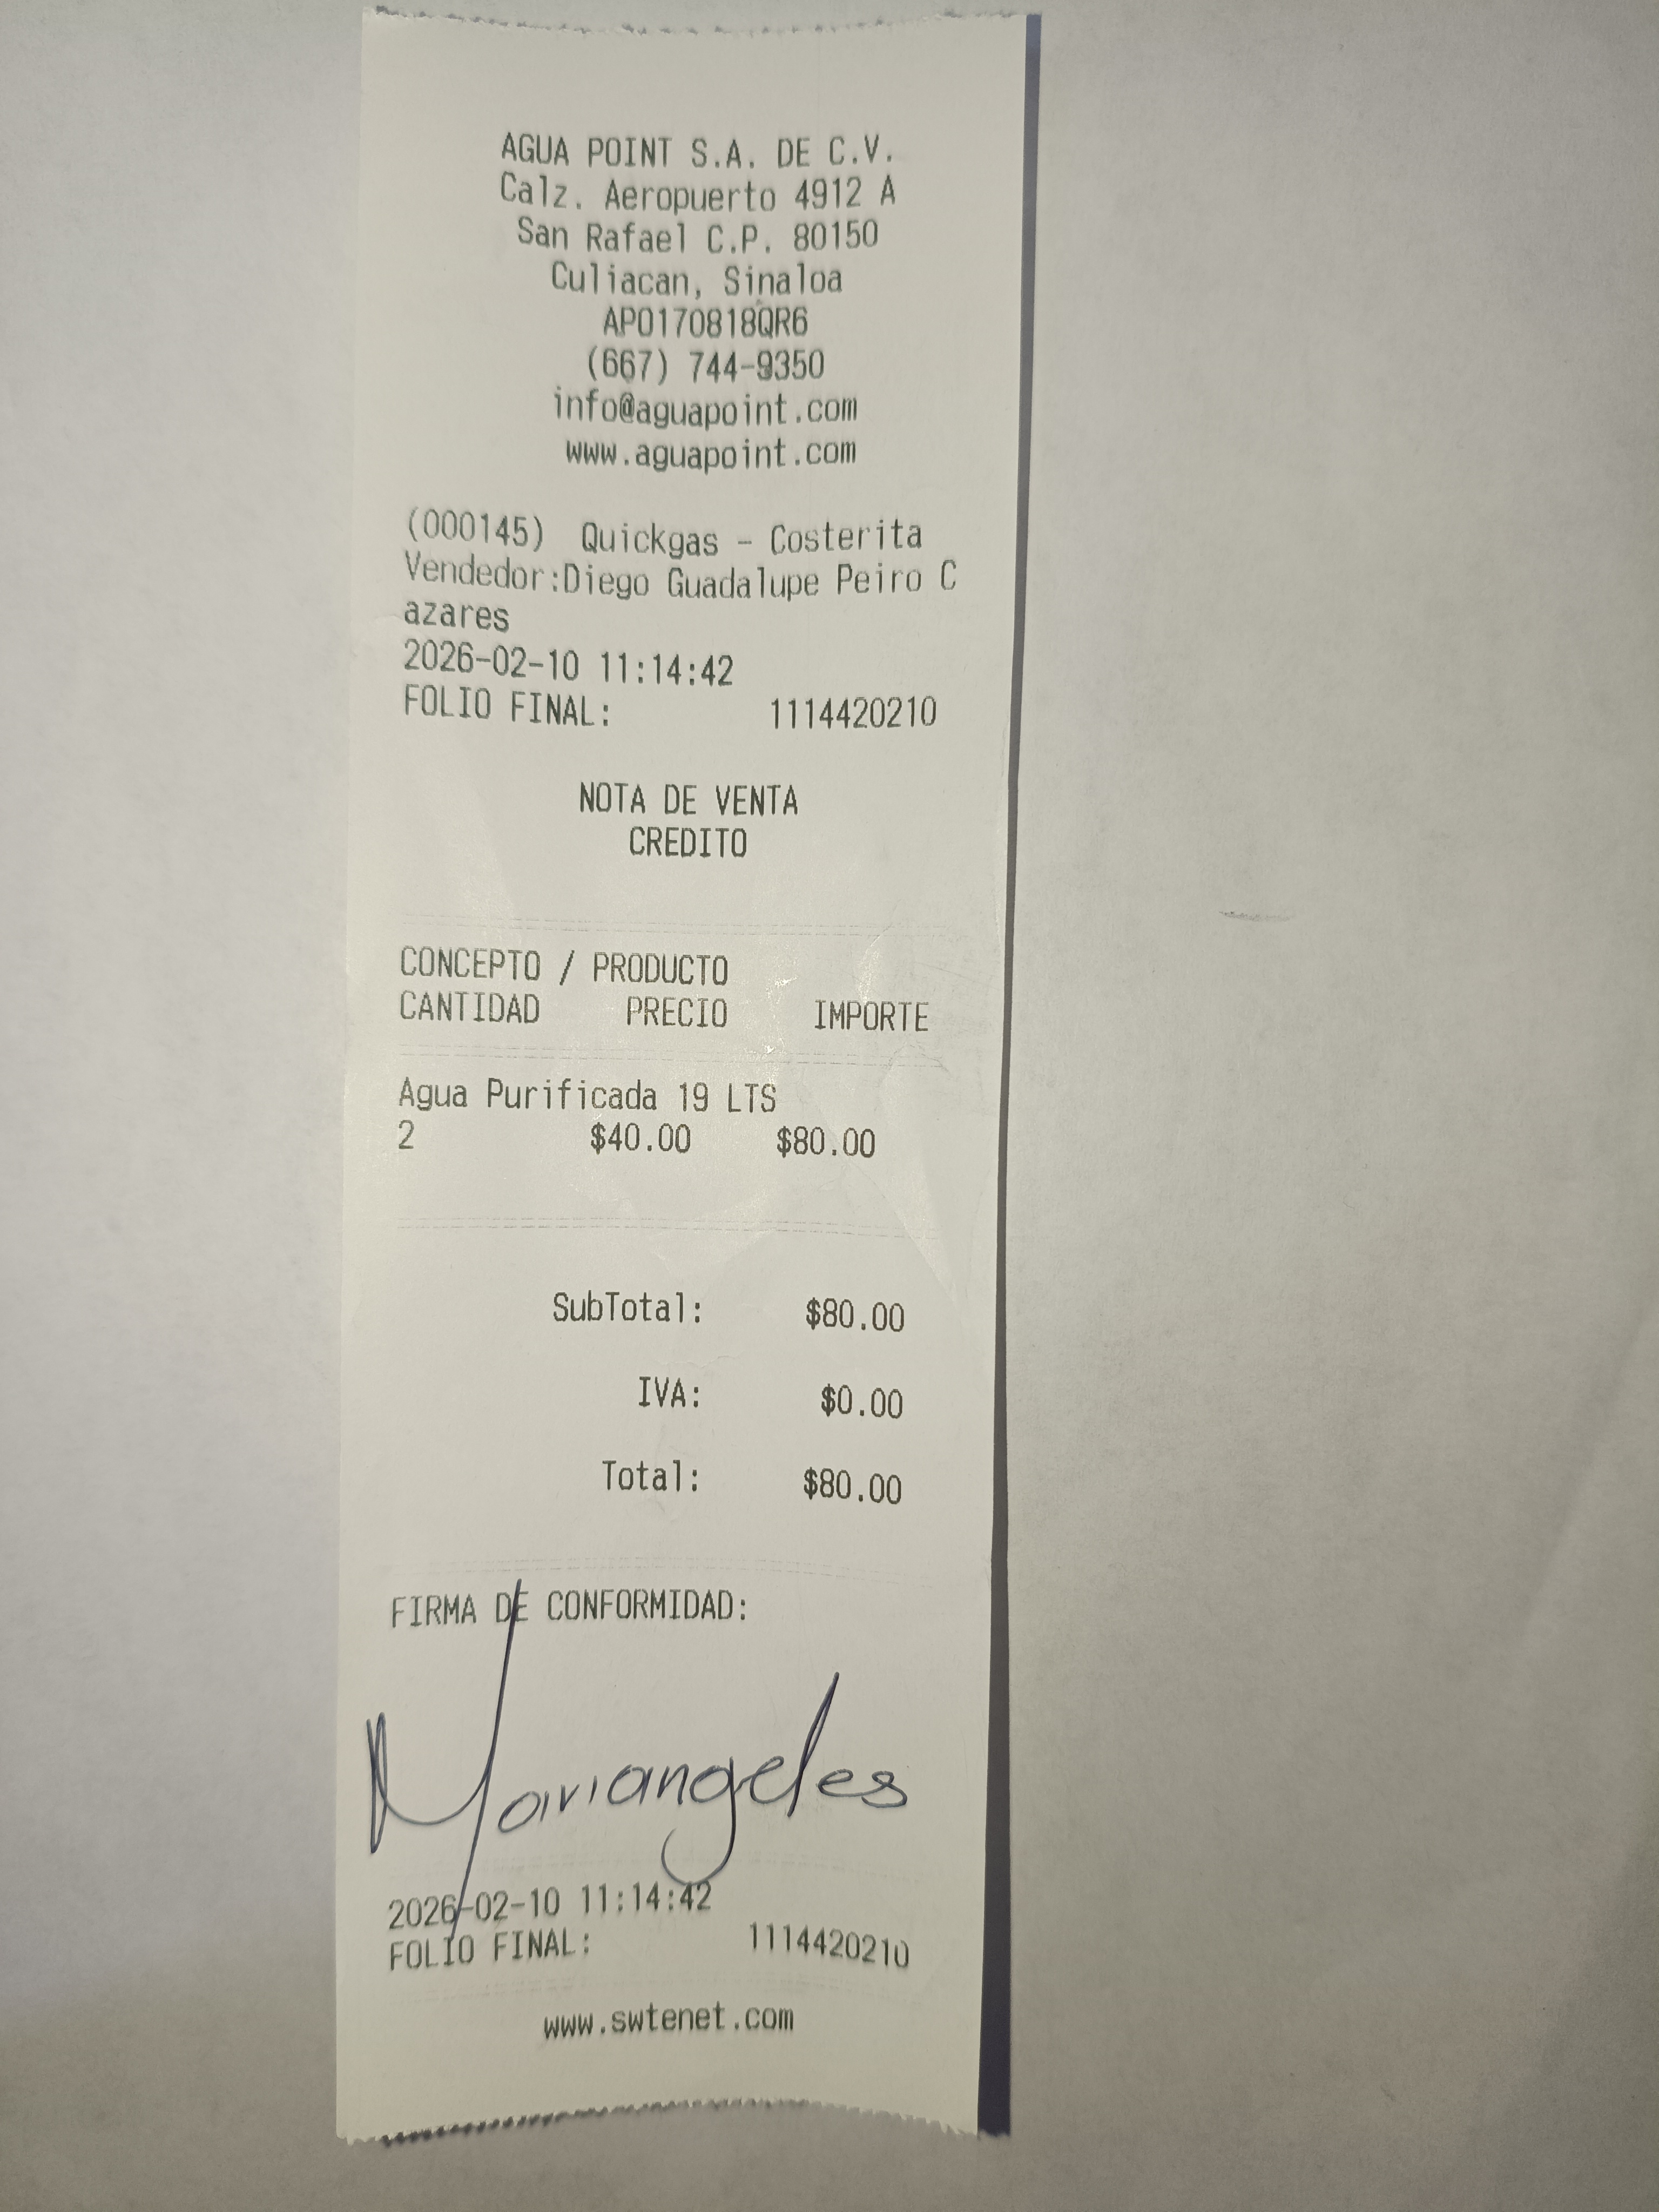 AGUA POINT S.A. DE C.V.
Calz. Aeropuerto 4912 A
San Rafael C.P. 80150
Culiacan, Sinaloa
APO170818QR6
(667) 744-9350
info@aguapoint.com
www.aguapoint.com
(000145) Quickgas - Costerita
Vendedor:Diego Guadalupe Peiro C
azares
2026-02-10 11:14:42
FOLIO FINAL: 1114420210
NOTA DE VENTA
CREDITO
CONCEPTO / PRODUCTO
CANTIDAD PRECIO IMPORTE
Agua Purificada 19 LTS
2 $40.00 $80.00
SubTotal: $80.00
IVA: $0.00
Total: $80.00
FIRMA DE CONFORMIDAD:
Mariangeles
2026-02-10 11:14:42
FOLIO FINAL: 1114420210
www.swtenet.com